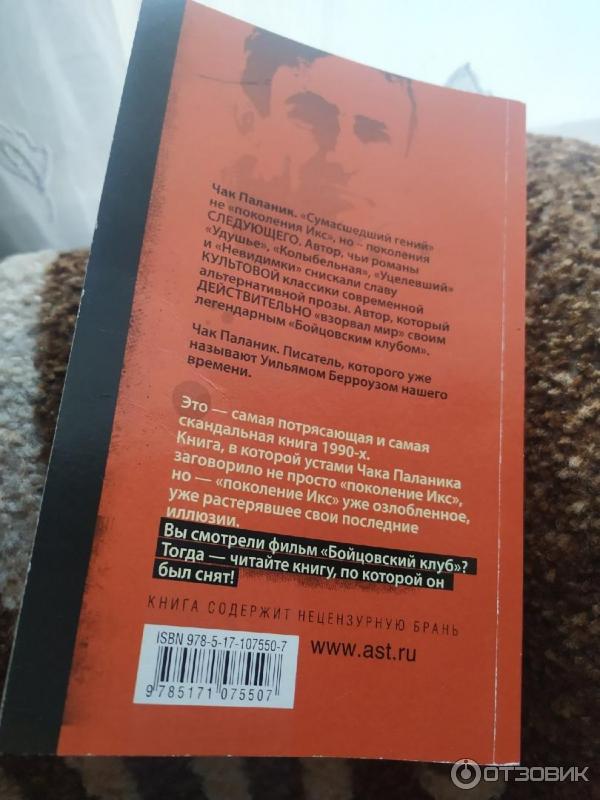 Чак Паланик. «Сумасшедший гений»
не «поколения Икс», но – поколения
СЛЕДУЮЩЕГО. Автор, чьи романы
"Удушье", «Колыбельная», «Уцелевший»
и «Невидимки» снискали славу
КУЛЬТОВОЙ классики современной
альтернативной прозы. Автор, который
ДЕЙСТВИТЕЛЬНО «взорвал мир» своим
легендарным «Бойцовским клубом».
Чак Паланик. Писатель, которого уже
называют Уильямом Берроузом нашего
времени.
Это — самая потрясающая и самая
скандальная книга 1990-х.
Книга, в которой устами Чака Паланика
заговорило не просто «поколение Икс»,
но — «поколение Икс» уже озлобленное,
уже растерявшее свои последние
иллюзии.
Вы смотрели фильм «Бойцовский клуб»?
Тогда — читайте книгу, по которой он
был снят!
КНИГА СОДЕРЖИТ НЕЦЕНЗУРНУЮ БРАНЬ
ISBN 978-5-17-107550-7
www.ast.ru
9 785171 075507
ОТЗОВИК